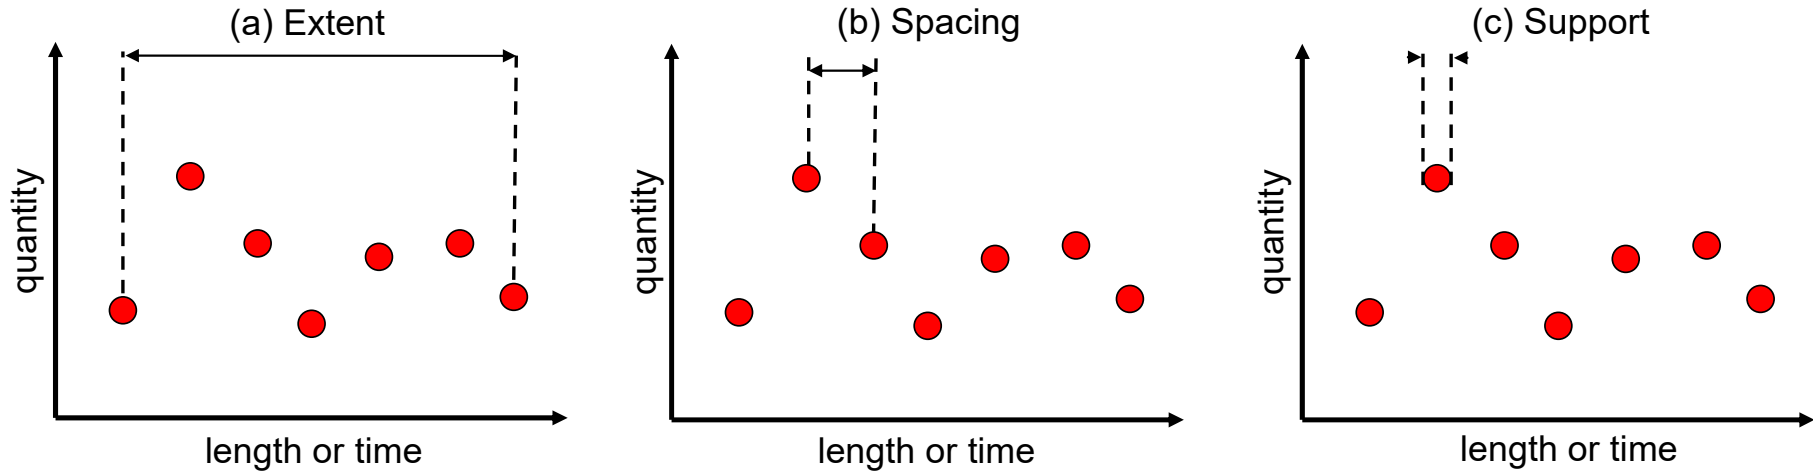 (a) Extent
quantity
length or time
(b) Spacing
quantity
length or time
(c) Support
quantity
length or time